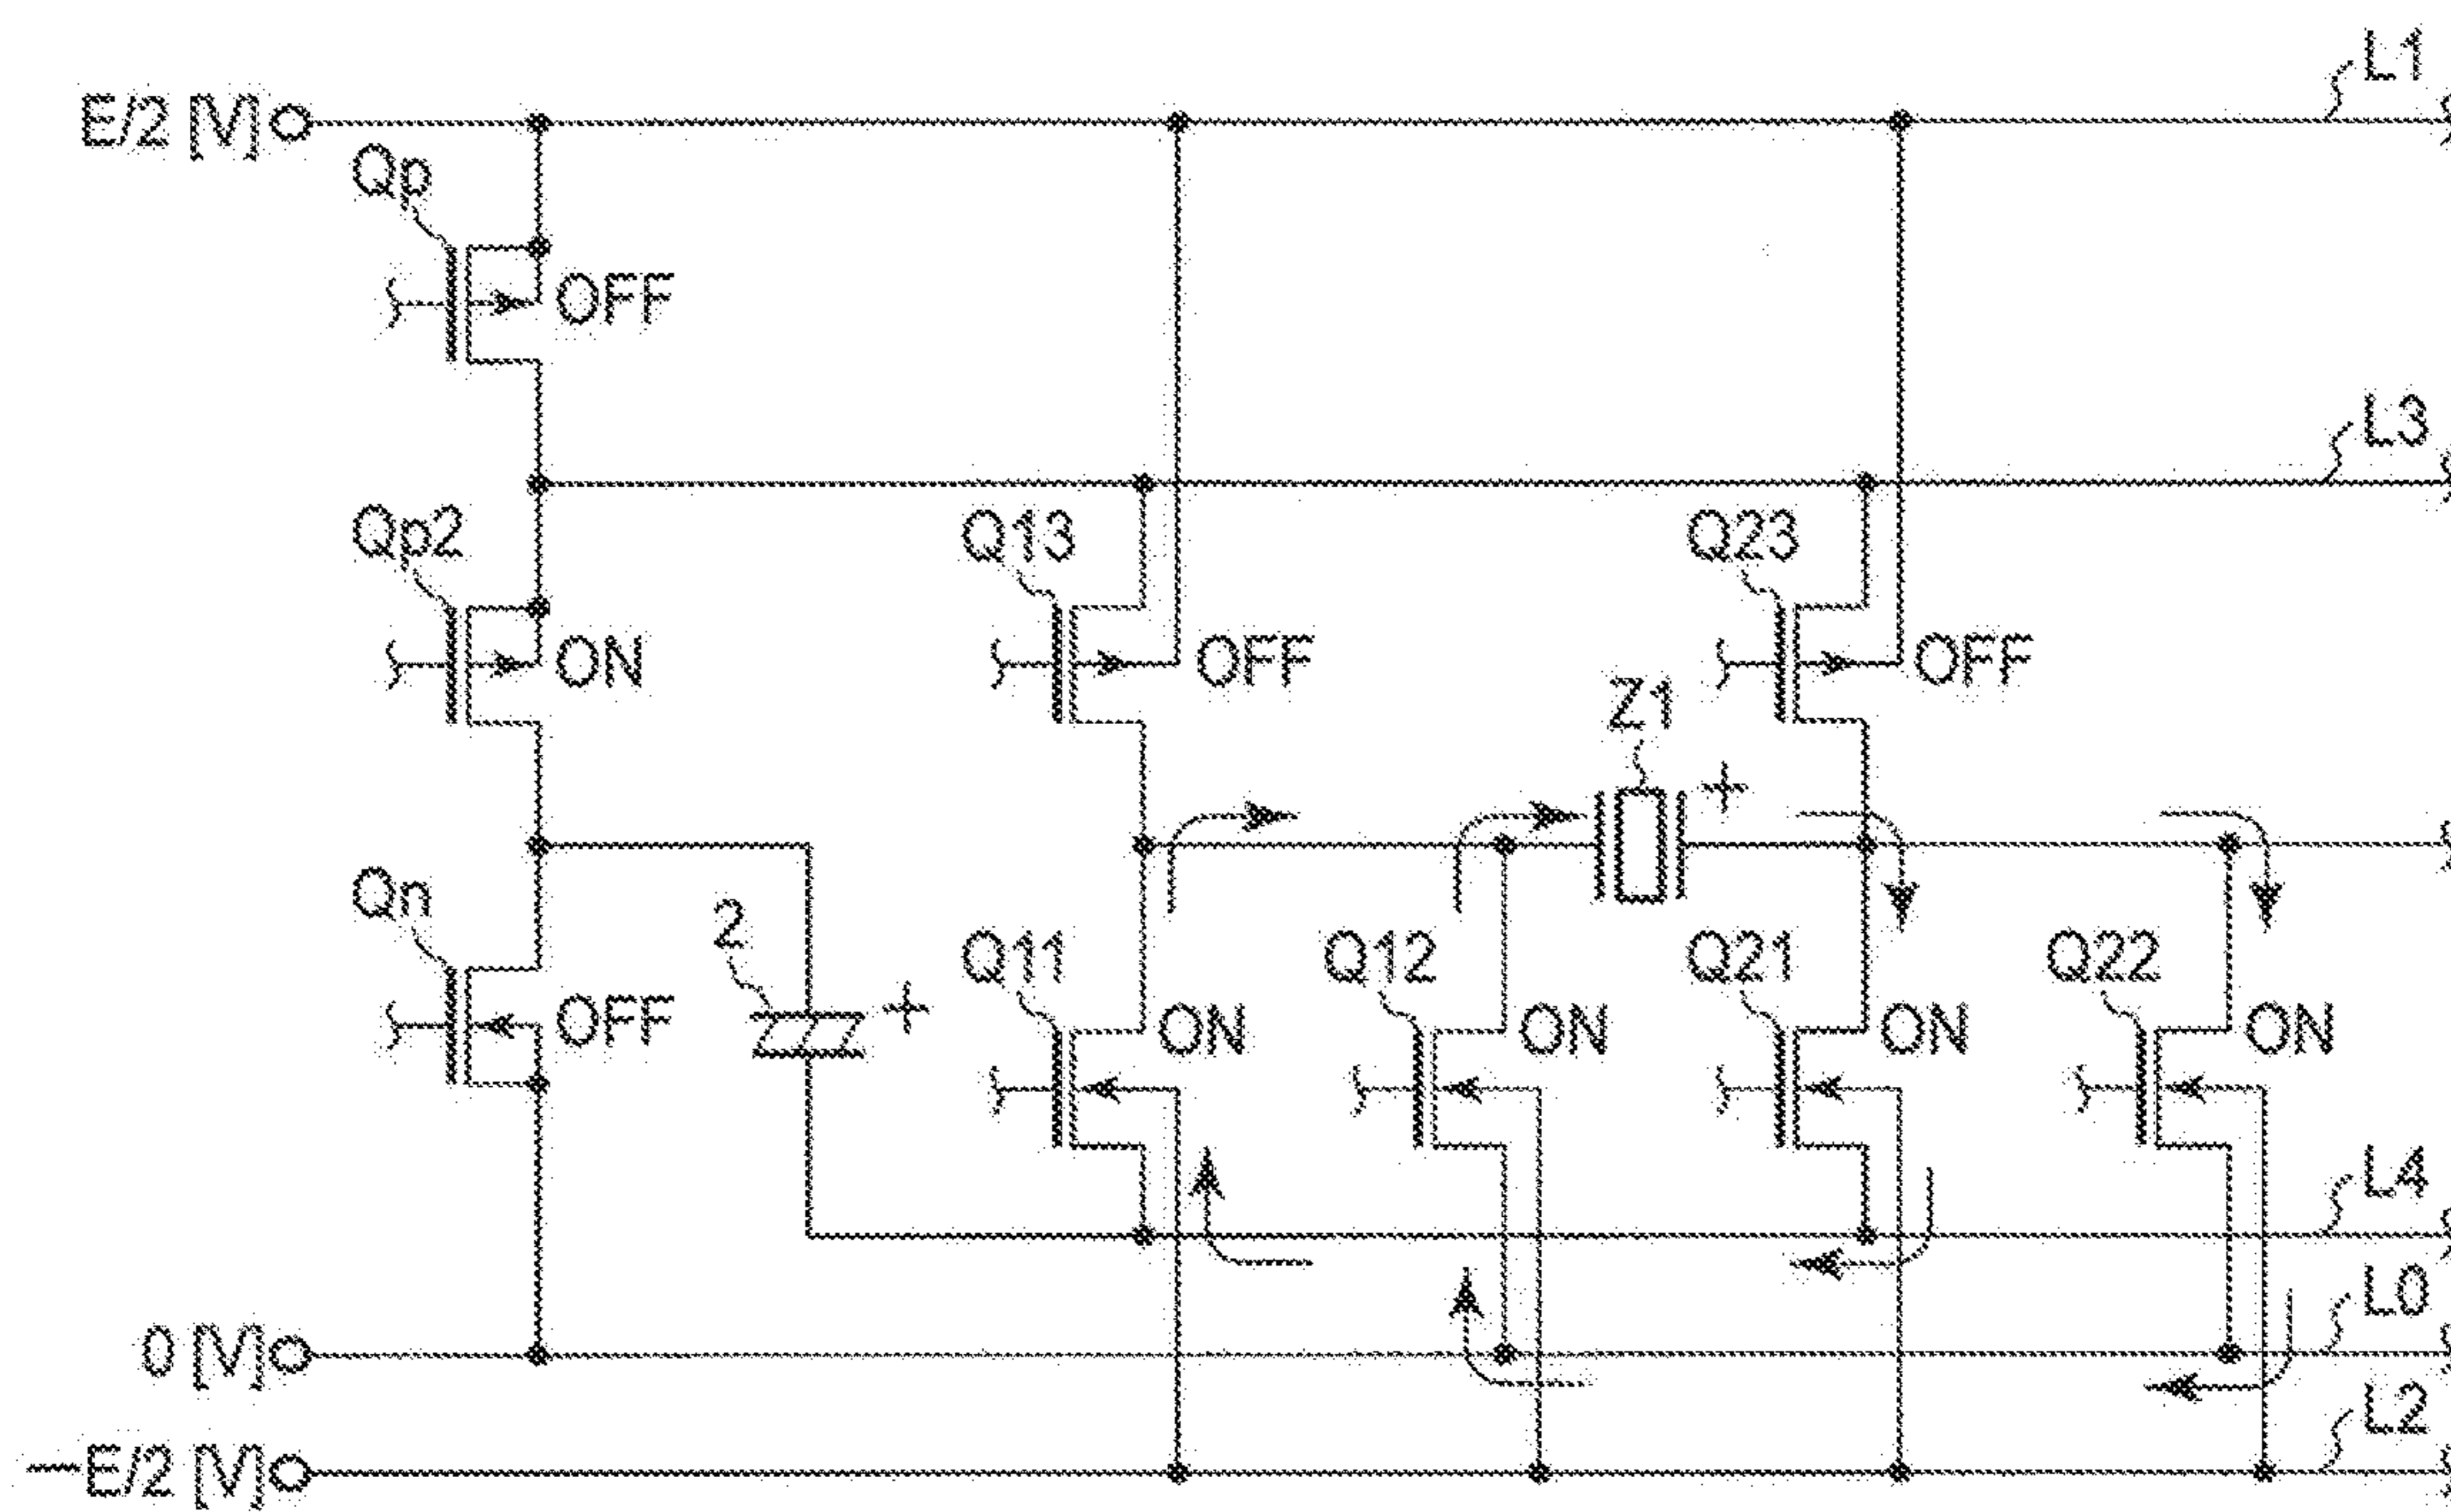 L1
E/2 [V]
Qp
OFF
L3
Qp2
ON
Q13
OFF
Q23
OFF
Z1
+
Qn
OFF
2
+
Q11
ON
Q12
ON
Q21
ON
Q22
ON
L4
L0
0 [V]
L2
—E/2 [V]